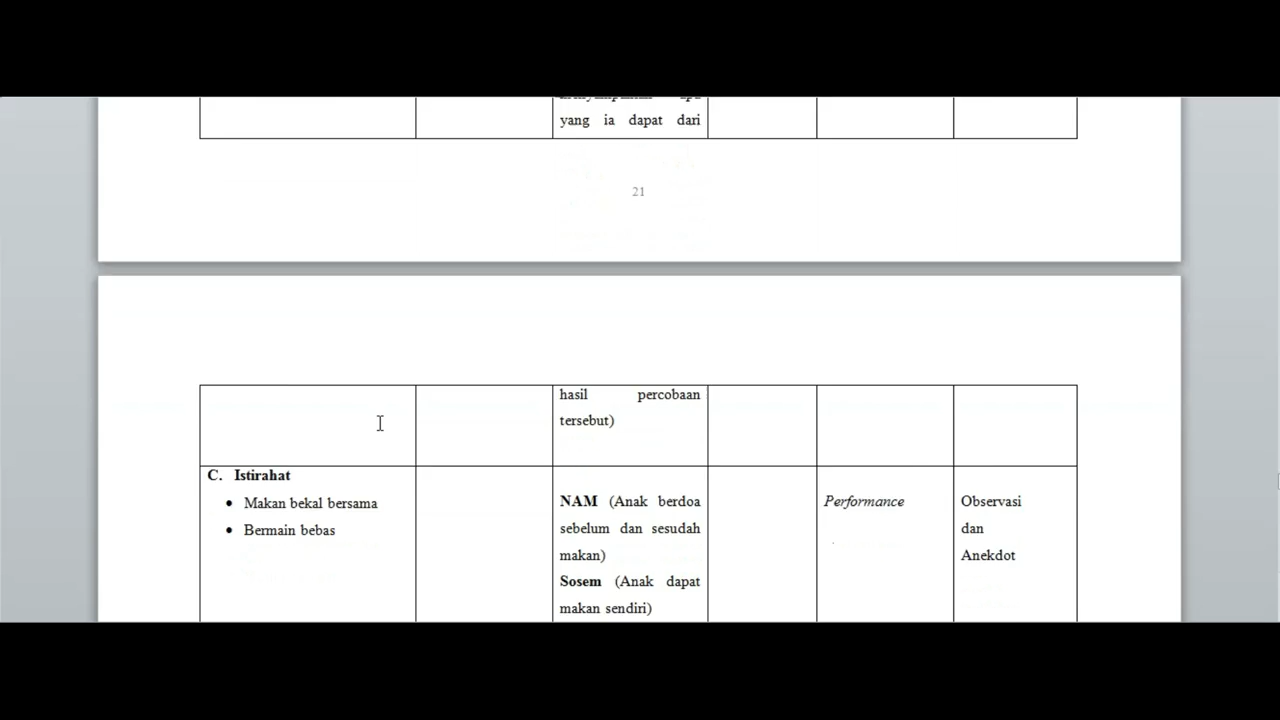 yang ia dapat dari
21
hasil percobaan
tersebut)
C. Istirahat
• Makan bekal bersama
• Bermain bebas
NAM (Anak berdoa
sebelum dan sesudah
makan)
Sosem (Anak dapat
makan sendiri)
Performance
Observasi
dan
Anekdot